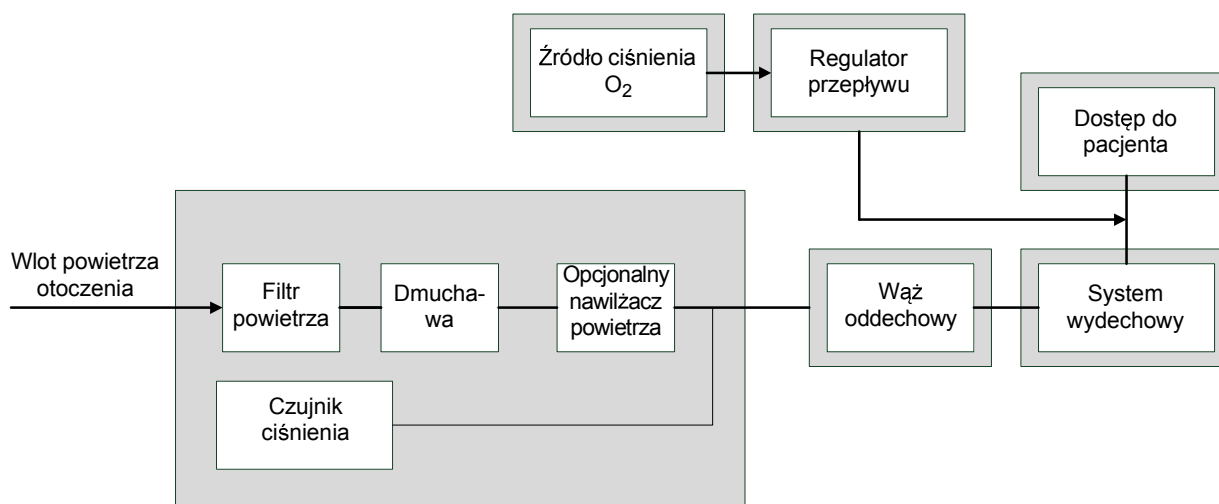 Źródło ciśnienia
O2
Regulator
przepływu
Dostęp do
pacjenta
Wlot powietrza
otoczenia
Filtr
powietrza
Dmucha-
wa
Opcjonalny
nawilżacz
powietrza
Wąż
oddechowy
System
wydechowy
Czujnik
ciśnienia